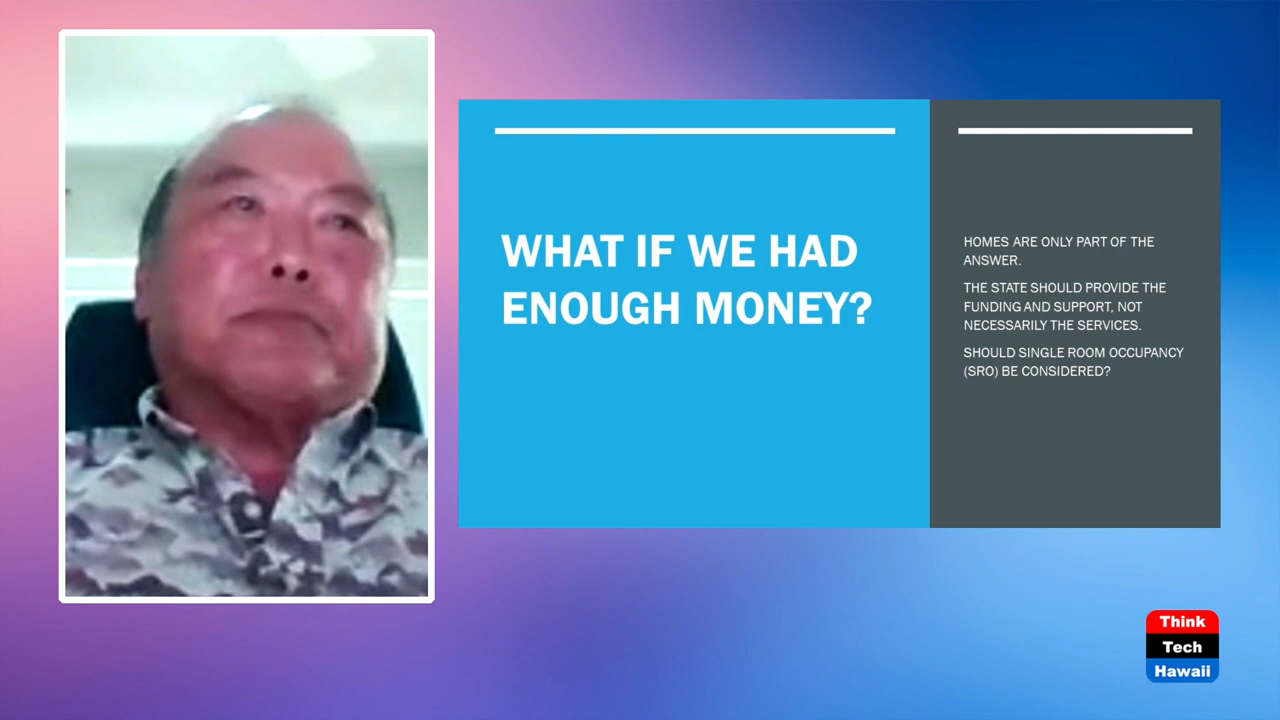 WHAT IF WE HAD
ENOUGH MONEY?
HOMES ARE ONLY PART OF THE
ANSWER.
THE STATE SHOULD PROVIDE THE
FUNDING AND SUPPORT, NOT
NECESSARILY THE SERVICES.
SHOULD SINGLE ROOM OCCUPANCY
(SRO) BE CONSIDERED?
Think
Tech
Hawaii